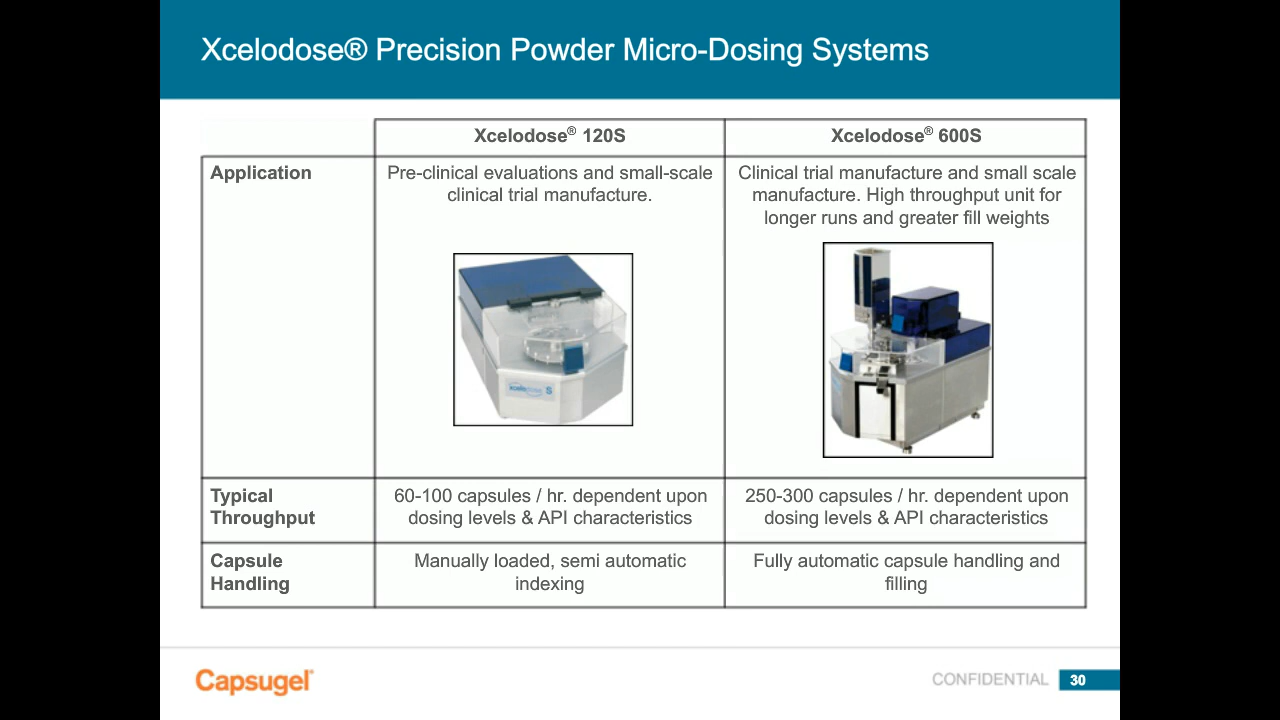 Xcelodose® Precision Powder Micro-Dosing Systems
Xcelodose® 120S
Xcelodose® 600S
Application
Pre-clinical evaluations and small-scale
clinical trial manufacture.
Clinical trial manufacture and small scale
manufacture. High throughput unit for
longer runs and greater fill weights
xcelodose S
Typical
Throughput
60-100 capsules / hr. dependent upon
dosing levels & API characteristics
250-300 capsules / hr. dependent upon
dosing levels & API characteristics
Capsule
Handling
Manually loaded, semi automatic
indexing
Fully automatic capsule handling and
filling
Capsugel®
CONFIDENTIAL
30